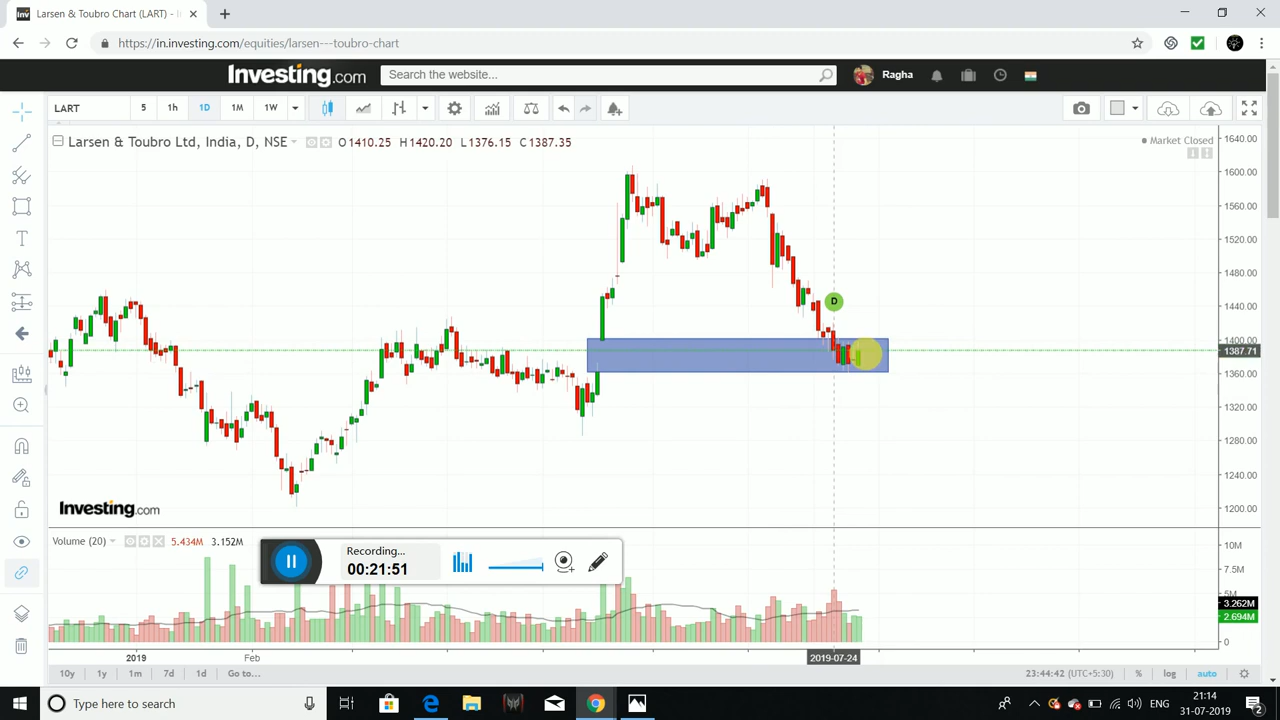 Larsen & Toubro Chart (LART) - I
https://in.investing.com/equities/larsen---toubro-chart
Investing.com
Search the website...
Ragha
LART 5 1h 1D 1M 1W
Larsen & Toubro Ltd, India, D, NSE O1410.25 H1420.20 L1376.15 C1387.35
Market Closed
1640.00
1600.00
1560.00
1520.00
1480.00
1440.00
D
1400.00
1387.71
1360.00
1320.00
1280.00
1240.00
1200.00
Investing.com
Volume (20) 5.434M 3.152M
10M
7.5M
5M
3.262M
2.694M
0
Recording...
00:21:51
2019 Feb 2019-07-24
10y 1y 1m 7d 1d Go to... 23:44:42 (UTC+5:30) % log auto
Type here to search
ENG
21:14
31-07-2019
2